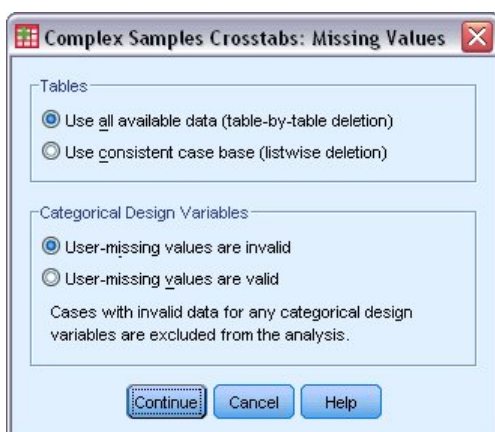 Complex Samples Crosstabs: Missing Values
Tables
Use all available data (table-by-table deletion)
Use consistent case base (listwise deletion)
Categorical Design Variables
User-missing values are invalid
User-missing values are valid
Cases with invalid data for any categorical design
variables are excluded from the analysis.
Continue Cancel Help